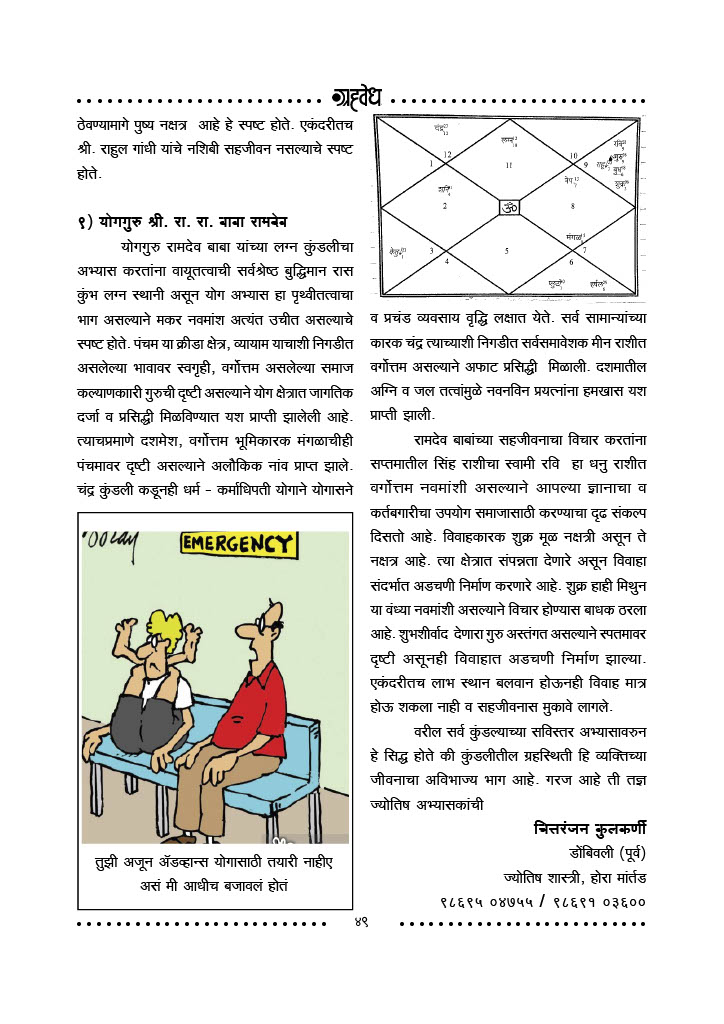 ग्रहवेध
ठेवण्यामागे पुष्य नक्षत्र आहे हे स्पष्ट होते. एकंदरीतच
श्री. राहुल गांधी यांचे नशिबी सहजीवन नसल्याचे स्पष्ट
होते.
९) योगगुरु श्री. रा. रा. बाबा रामबेब
योगगुरु रामदेव बाबा यांच्या लग्न कुंडलीचा
अभ्यास करतांना वायूतत्वाची सर्वश्रेष्ठ बुद्धिमान रास
कुंभ लग्न स्थानी असून योग अभ्यास हा पृथ्वीतत्वाचा
भाग असल्याने मकर नवमांश अत्यंत उचीत असल्याचे
स्पष्ट होते. पंचम या क्रीडा क्षेत्र, व्यायाम याचाशी निगडीत
असलेल्या भावावर स्वगृही, वर्गोत्तम असलेल्या समाज
कल्याणकाारी गुरुची दृष्टी असल्याने योग क्षेत्रात जागतिक
दर्जा व प्रसिद्धी मिळविण्यात यश प्राप्ती झालेली आहे.
त्याचप्रमाणे दशमेश, वर्गोत्तम भूमिकारक मंगळाचीही
पंचमावर दृष्टी असल्याने अलौकिक नांव प्राप्त झाले.
चंद्र कुंडली कडूनही धर्म - कर्माधिपती योगाने योगासने
EMERGENCY
तुझी अजून ॲडव्हान्स योगासाठी तयारी नाहीए
असं मी आधीच बजावलं होतं
चंद्र
12
1
लग्न
11
10
9
रवि
गुरु
बुध
शुक्र
राहू
शनि
2
नेप
8
केतु
3
4
5
मंगळ
7
6
प्लुटो
हर्षल
ॐ
व प्रचंड व्यवसाय वृद्धि लक्षात येते. सर्व सामान्यांच्या
कारक चंद्र त्याच्याशी निगडीत सर्वसमावेशक मीन राशीत
वर्गोत्तम असल्याने अफाट प्रसिद्धी मिळाली. दशमातील
अग्नि व जल तत्वांमुळे नवनविन प्रयत्नांना हमखास यश
प्राप्ती झाली.
रामदेव बाबांच्या सहजीवनाचा विचार करतांना
सप्तमातील सिंह राशीचा स्वामी रवि हा धनु राशीत
वर्गोत्तम नवमांशी असल्याने आपल्या ज्ञानाचा व
कर्तबगारीचा उपयोग समाजासाठी करण्याचा दृढ संकल्प
दिसतो आहे. विवाहकारक शुक्र मूळ नक्षत्री असून ते
नक्षत्र आहे. त्या क्षेत्रात संपन्नता देणारे असून विवाहा
संदर्भात अडचणी निर्माण करणारे आहे. शुक्र हाही मिथुन
या वंध्या नवमांशी असल्याने विचार होण्यास बाधक ठरला
आहे. शुभशीर्वाद देणारा गुरु अस्तंगत असल्याने स्पतमावर
दृष्टी असूनही विवाहात अडचणी निर्माण झाल्या.
एकंदरीतच लाभ स्थान बलवान होऊनही विवाह मात्र
होऊ शकला नाही व सहजीवनास मुकावे लागले.
वरील सर्व कुंडल्याच्या सविस्तर अभ्यासावरुन
हे सिद्ध होते की कुंडलीतील ग्रहस्थिती हि व्यक्तिच्या
जीवनाचा अविभाज्य भाग आहे. गरज आहे ती तज्ञ
ज्योतिष अभ्यासकांची
चित्तरंजन कुलकर्णी
डोंबिवली (पूर्व)
ज्योतिष शास्त्री, होरा मांर्तड
९८६९५ ०४७५५ / ९८६९१ ०३६००
४९